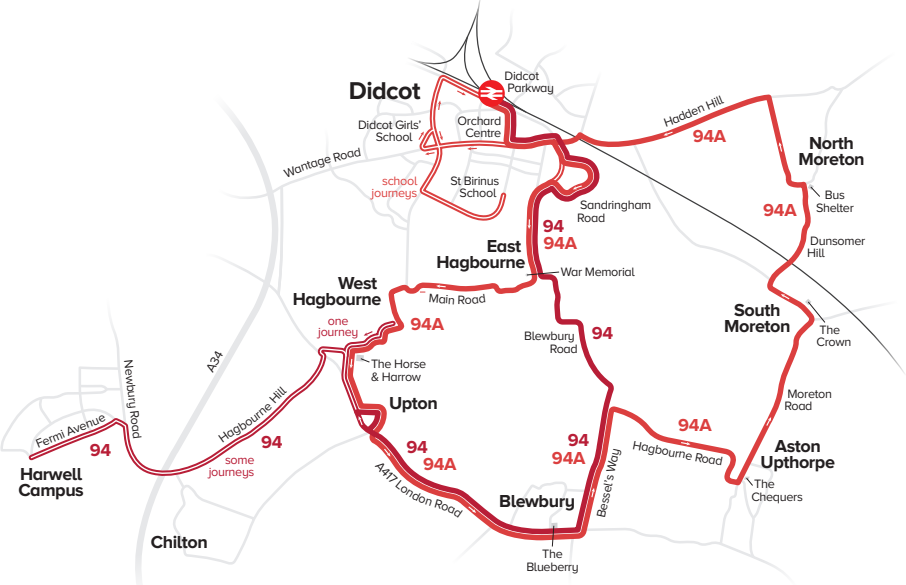 Didcot
Parkway
Didcot
Orchard
Centre
Didcot Girls'
School
Wantage Road
school
journeys
St Birinus
School
Sandringham
Road
Hadden Hill
94A
North
Moreton
Bus
Shelter
94A
Dunsomer
Hill
94
94A
East
Hagbourne
War Memorial
West
Hagbourne
Main Road
one
journey
94A
The Horse
& Harrow
Blewbury
Road
94
South
Moreton
The
Crown
A34
Newbury Road
Hagbourne Hill
Upton
Moreton
Road
Fermi Avenue
94
94
some
journeys
Harwell
Campus
94
94A
A417 London Road
94
94A
Bessel's Way
94A
Hagbourne Road
Aston
Upthorpe
The
Chequers
Blewbury
The
Blueberry
Chilton